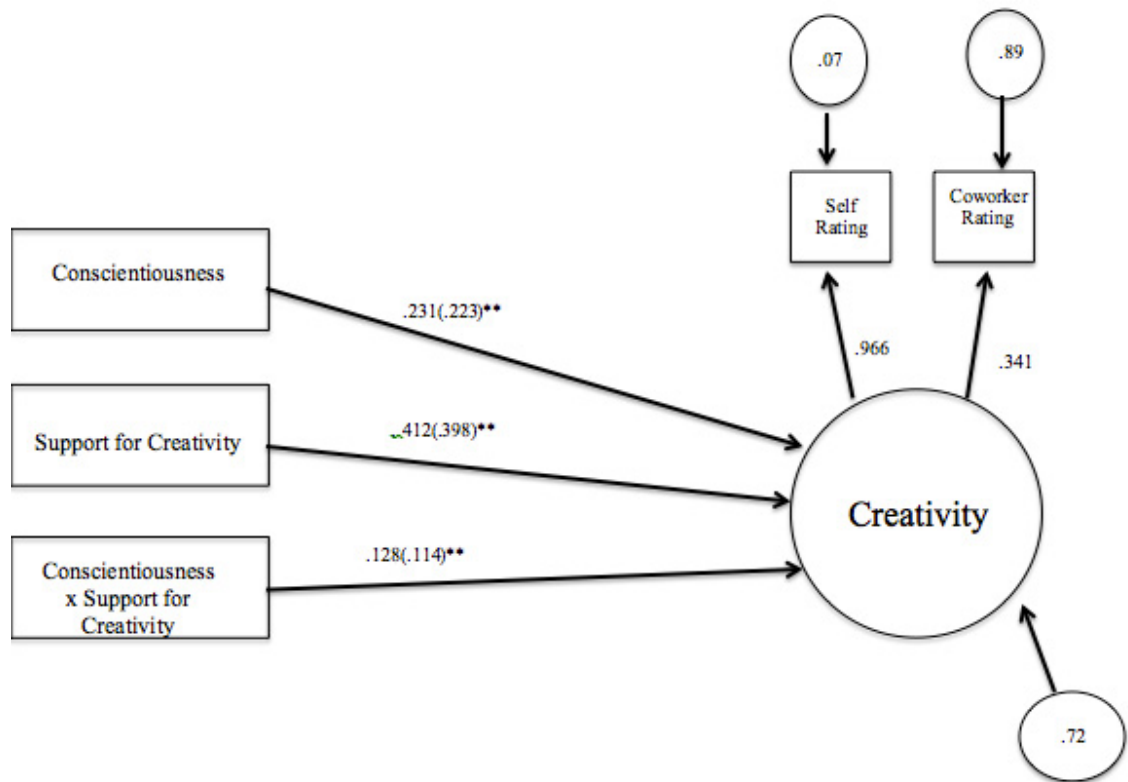 .07
.89
Self
Rating
Coworker
Rating
Conscientiousness
.231(.223)**
.966
.341
Support for Creativity
.412(.398)**
Creativity
.128(.114)**
Conscientiousness
x Support for
Creativity
.72